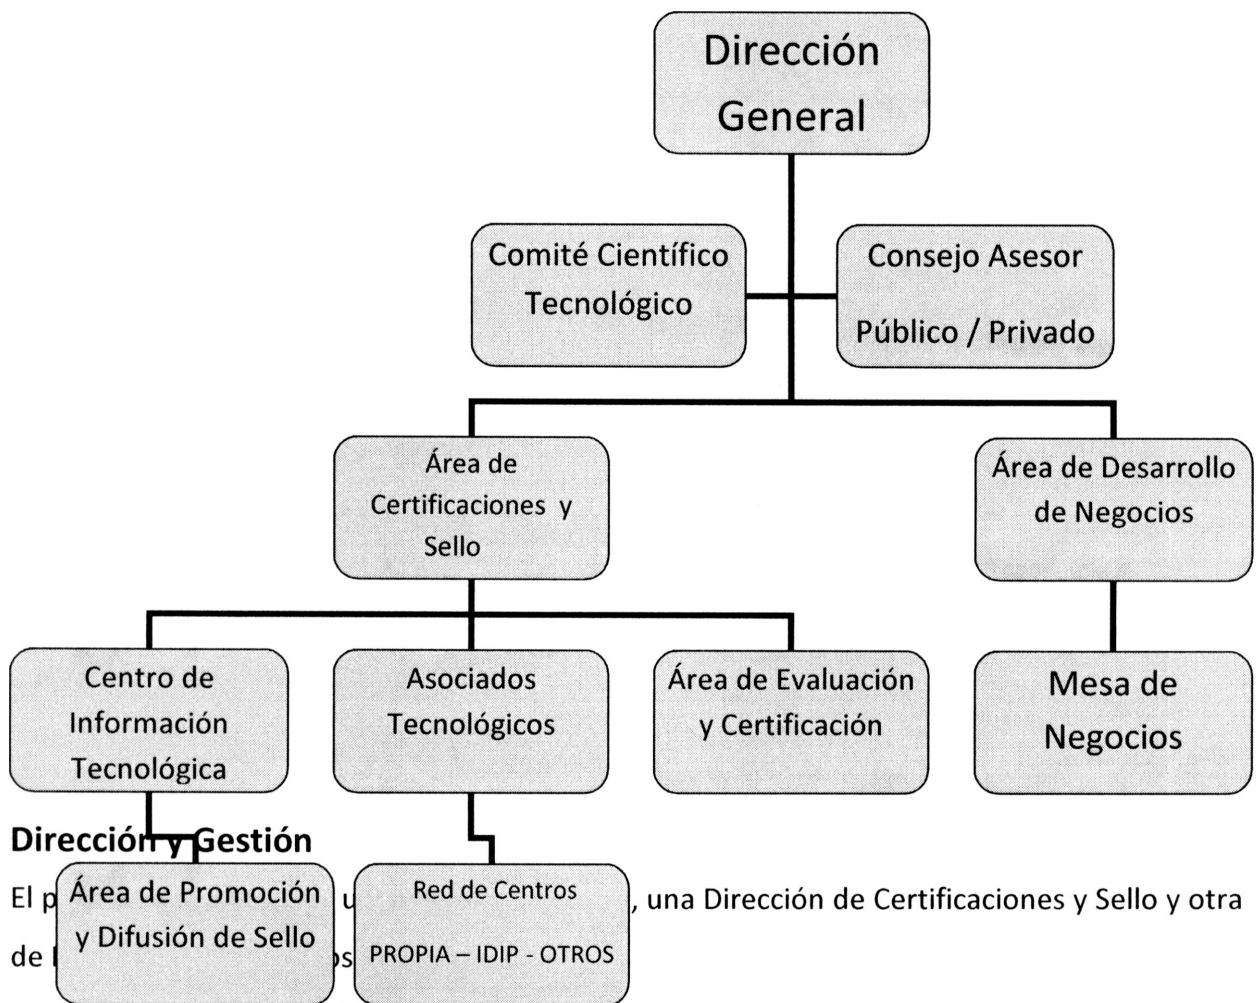 Dirección
General
Comité Científico
Tecnológico
Consejo Asesor
Público / Privado
Área de
Certificaciones y
Sello
Área de Desarrollo
de Negocios
Centro de
Información
Tecnológica
Asociados
Tecnológicos
Área de Evaluación
y Certificación
Mesa de
Negocios
Dirección y Gestión
Área de Promoción
y Difusión de Sello
Red de Centros
PROPIA – IDIP - OTROS
El
, una Dirección de Certificaciones y Sello y otra
de